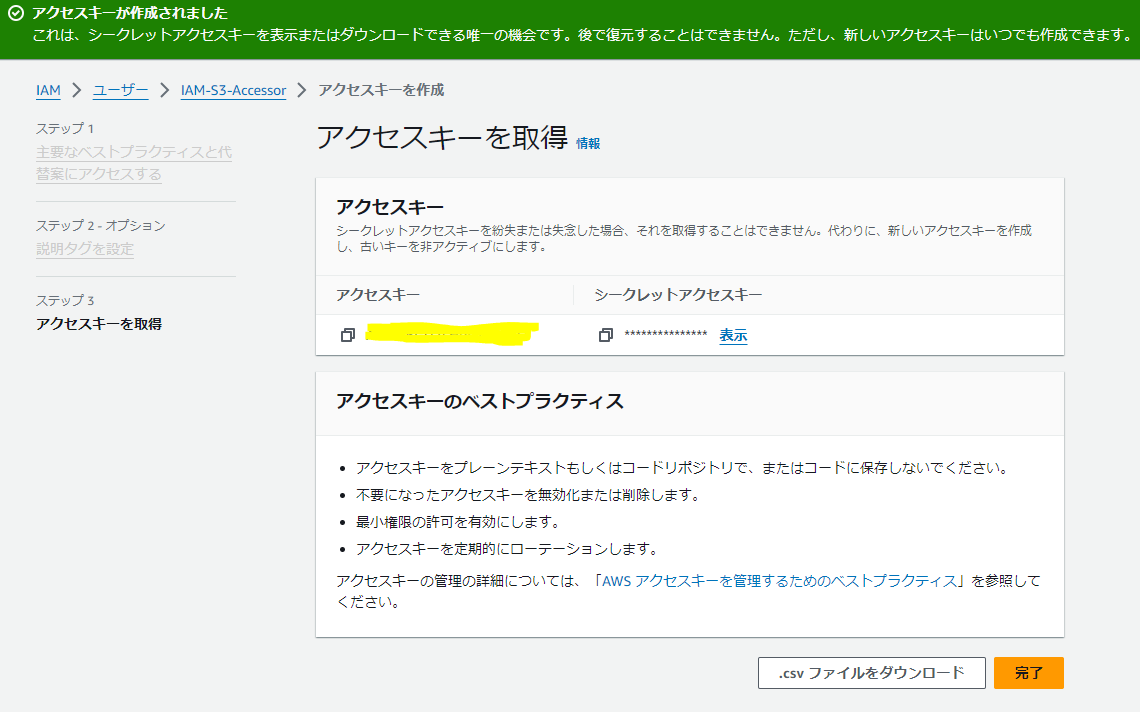 アクセスキーが作成されました
これは、シークレットアクセスキーを表示またはダウンロードできる唯一の機会です。後で復元することはできません。ただし、新しいアクセスキーはいつでも作成できます。
IAM > ユーザー > IAM-S3-Accessor > アクセスキーを作成
ステップ 1
主要なベストプラクティスと代
替案にアクセスする
ステップ 2 - オプション
説明タグを設定
ステップ 3
アクセスキーを取得
アクセスキーを取得 情報
アクセスキー
シークレットアクセスキーを紛失または失念した場合、それを取得することはできません。代わりに、新しいアクセスキーを作成
し、古いキーを非アクティブにします。
アクセスキー シークレットアクセスキー
*************** 表示
アクセスキーのベストプラクティス
• アクセスキーをプレーンテキストもしくはコードリポジトリで、またはコードに保存しないでください。
• 不要になったアクセスキーを無効化または削除します。
• 最小権限の許可を有効にします。
• アクセスキーを定期的にローテーションします。
アクセスキーの管理の詳細については、「AWS アクセスキーを管理するためのベストプラクティス」を参照して
ください。
.csv ファイルをダウンロード 完了